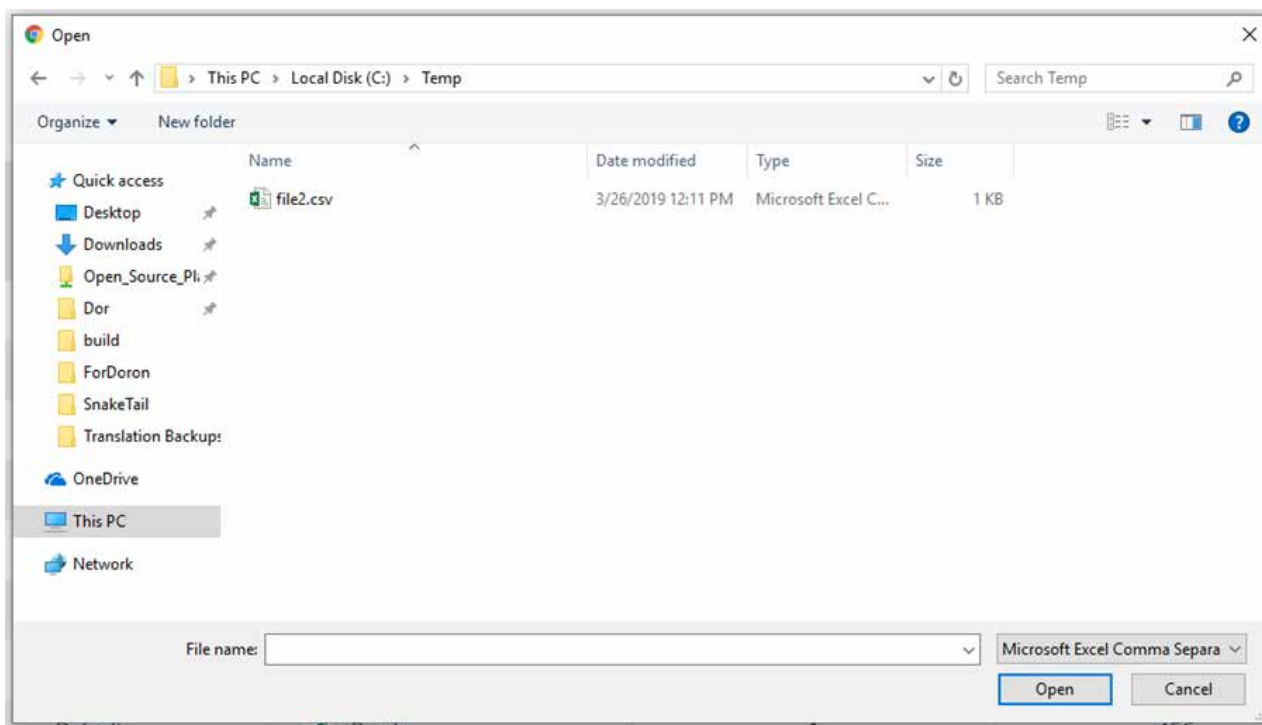 Open
This PC > Local Disk (C:) > Temp
Search Temp
Organize
New folder
Name
Date modified
Type
Size
Quick access
file2.csv
3/26/2019 12:11 PM
Microsoft Excel C...
1 KB
Desktop
Downloads
Open_Source_Pl
Dor
build
ForDoron
SnakeTail
Translation Backups
OneDrive
This PC
Network
File name:
Microsoft Excel Comma Separa
Open
Cancel